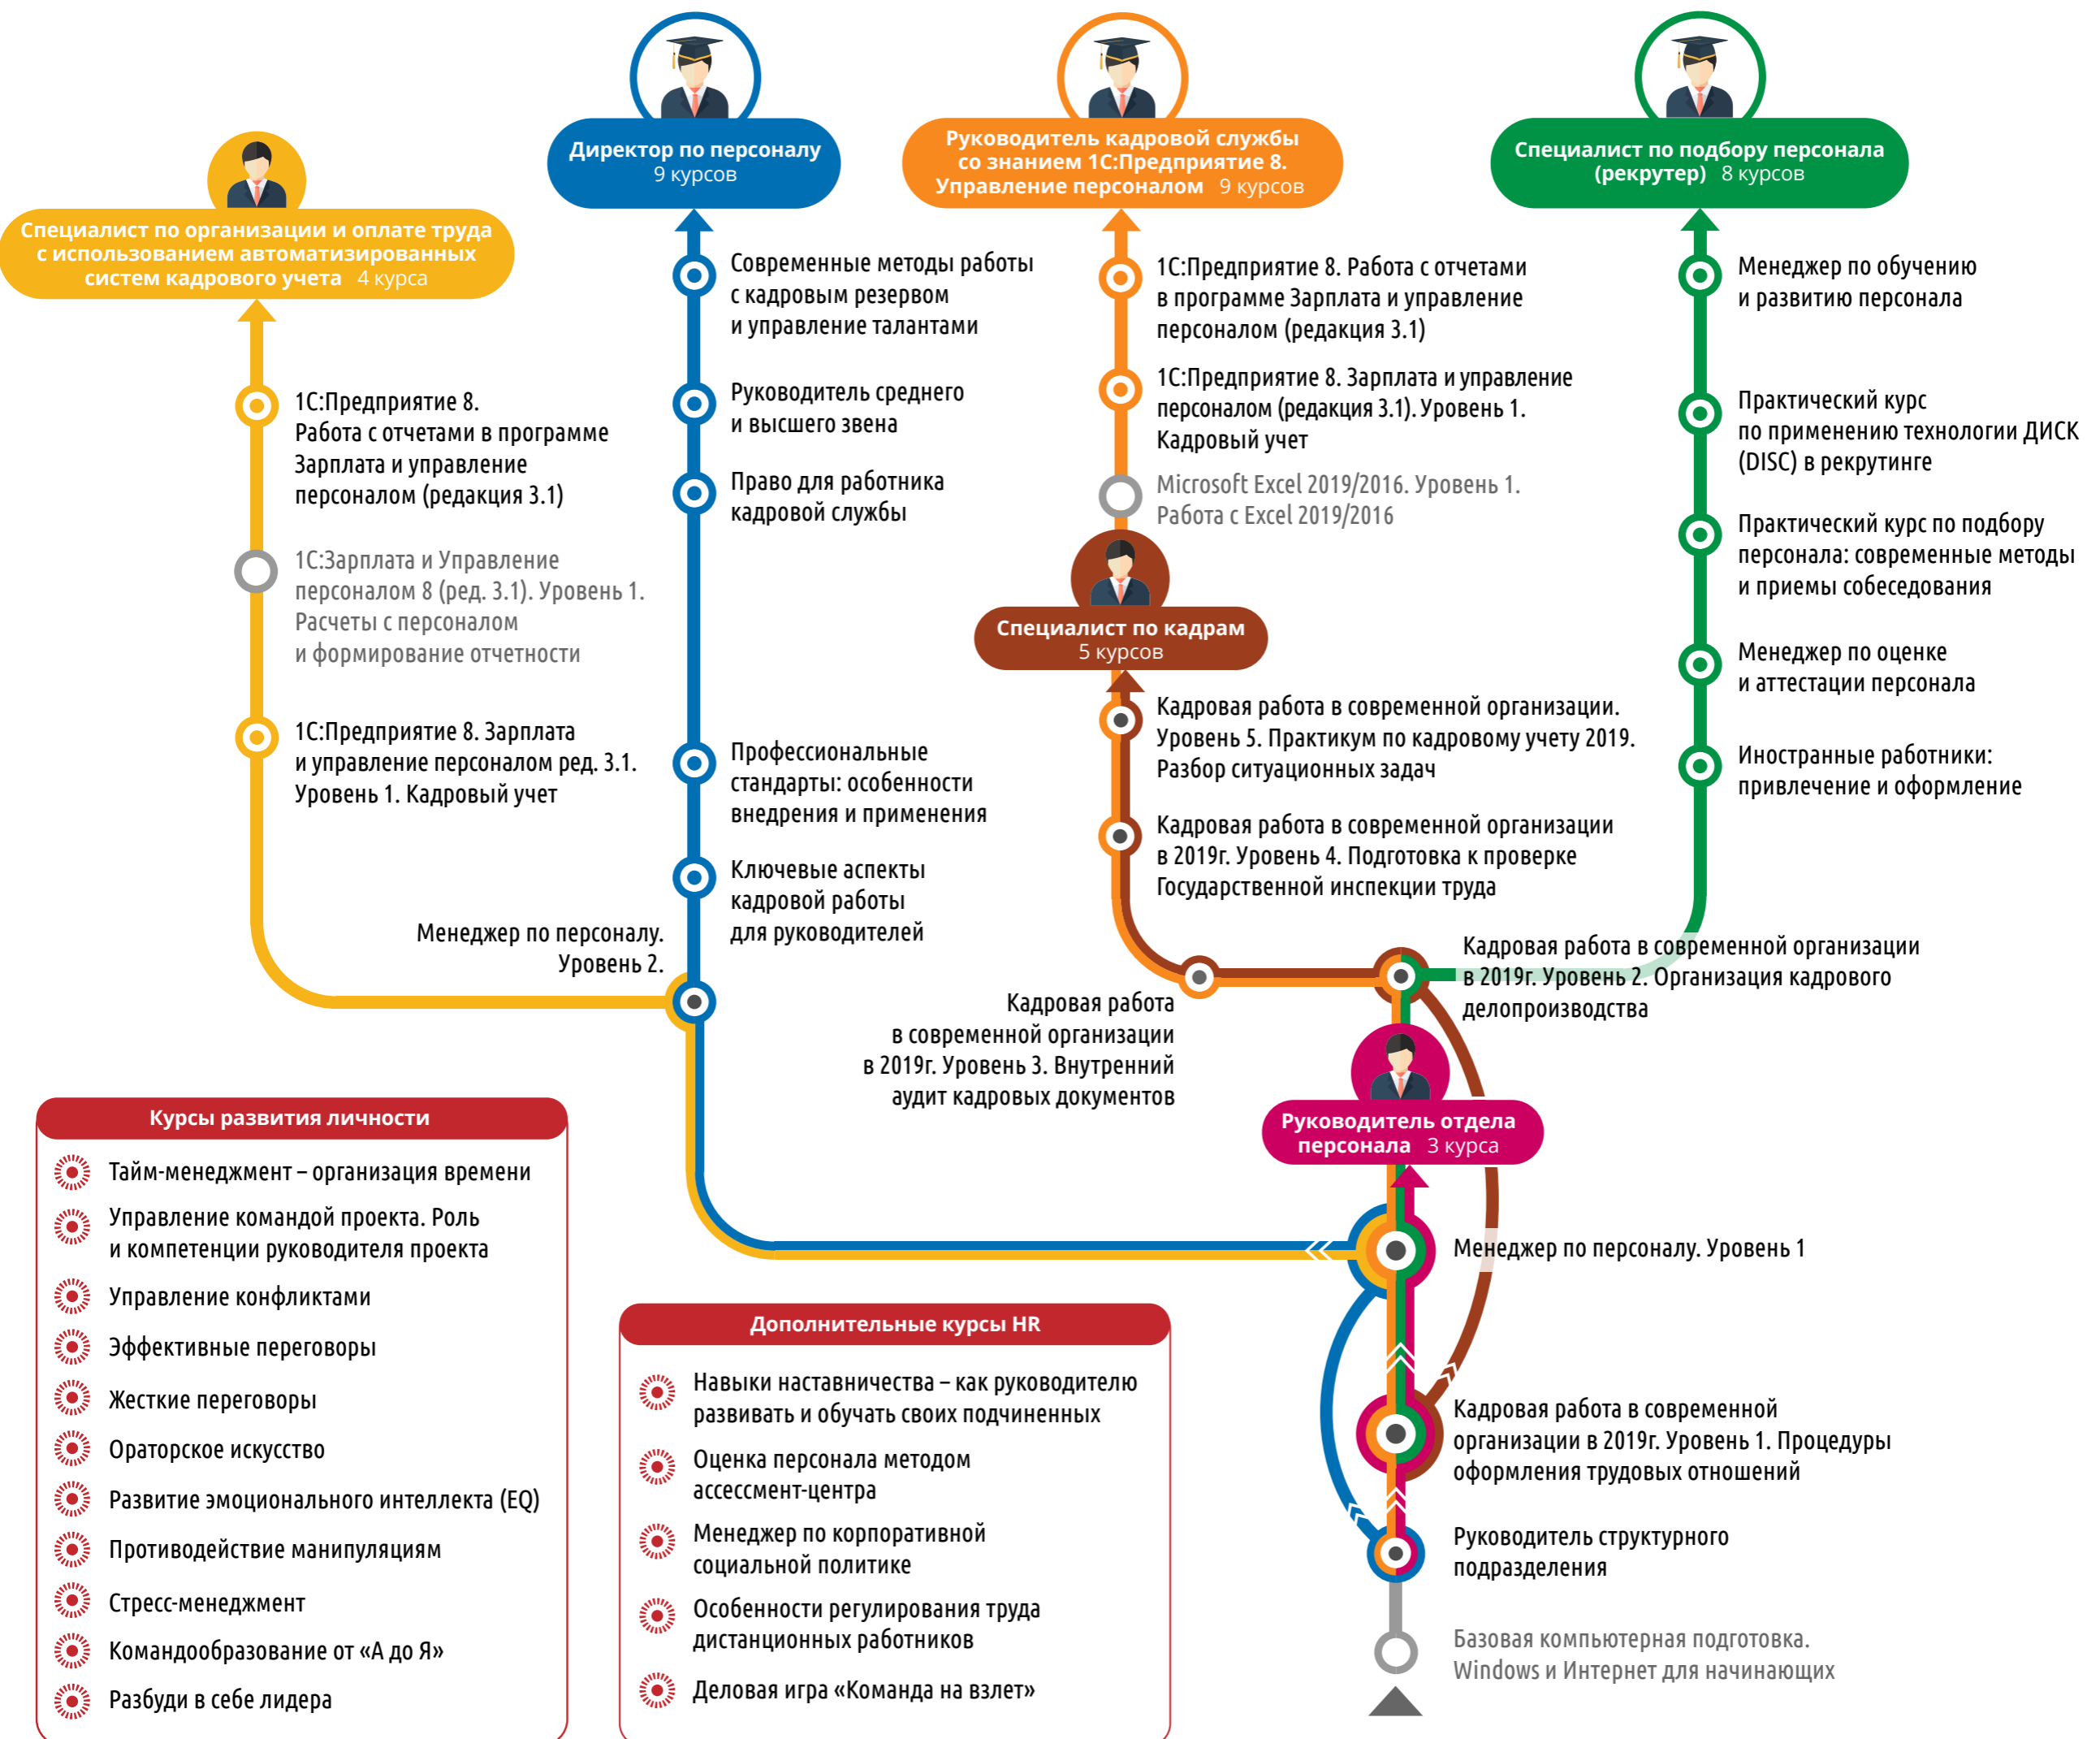 Директор по персоналу
9 курсов
Руководитель кадровой службы
со знанием 1С:Предприятие 8.
Управление персоналом 9 курсов
Специалист по подбору персонала
(рекрутер) 8 курсов
Специалист по организации и оплате труда
с использованием автоматизированных
систем кадрового учета 4 курса
1С:Предприятие 8.
Работа с отчетами в программе
Зарплата и управление
персоналом (редакция 3.1)
1С:Зарплата и Управление
персоналом 8 (ред. 3.1). Уровень 1.
Расчеты с персоналом
и формирование отчетности
1С:Предприятие 8. Зарплата
и управление персоналом ред. 3.1.
Уровень 1. Кадровый учет
Современные методы работы
с кадровым резервом
и управление талантами
Руководитель среднего
и высшего звена
Право для работника
кадровой службы
Профессиональные
стандарты: особенности
внедрения и применения
Ключевые аспекты
кадровой работы
для руководителей
Менеджер по персоналу.
Уровень 2.
1С:Предприятие 8. Работа с отчетами
в программе Зарплата и управление
персоналом (редакция 3.1)
1С:Предприятие 8. Зарплата и управление
персоналом (редакция 3.1). Уровень 1.
Кадровый учет
Microsoft Excel 2019/2016. Уровень 1.
Работа с Excel 2019/2016
Специалист по кадрам
5 курсов
Кадровая работа в современной организации.
Уровень 5. Практикум по кадровому учету 2019.
Разбор ситуационных задач
Кадровая работа в современной организации
в 2019г. Уровень 4. Подготовка к проверке
Государственной инспекции труда
Кадровая работа
в современной организации
в 2019г. Уровень 3. Внутренний
аудит кадровых документов
Менеджер по обучению
и развитию персонала
Практический курс
по применению технологии ДИСК
(DISC) в рекрутинге
Практический курс по подбору
персонала: современные методы
и приемы собеседования
Менеджер по оценке
и аттестации персонала
Иностранные работники:
привлечение и оформление
Кадровая работа в современной организации
в 2019г. Уровень 2. Организация кадрового
делопроизводства
Руководитель отдела
персонала 3 курса
Менеджер по персоналу. Уровень 1
Кадровая работа в современной
организации в 2019г. Уровень 1. Процедуры
оформления трудовых отношений
Руководитель структурного
подразделения
Базовая компьютерная подготовка.
Windows и Интернет для начинающих
Курсы развития личности
Тайм-менеджмент – организация времени
Управление командой проекта. Роль
и компетенции руководителя проекта
Управление конфликтами
Эффективные переговоры
Жесткие переговоры
Ораторское искусство
Развитие эмоционального интеллекта (EQ)
Противодействие манипуляциям
Стресс-менеджмент
Командообразование от «А до Я»
Разбуди в себе лидера
Дополнительные курсы HR
Навыки наставничества – как руководителю
развивать и обучать своих подчиненных
Оценка персонала методом
ассессмент-центра
Менеджер по корпоративной
социальной политике
Особенности регулирования труда
дистанционных работников
Деловая игра «Команда на взлет»